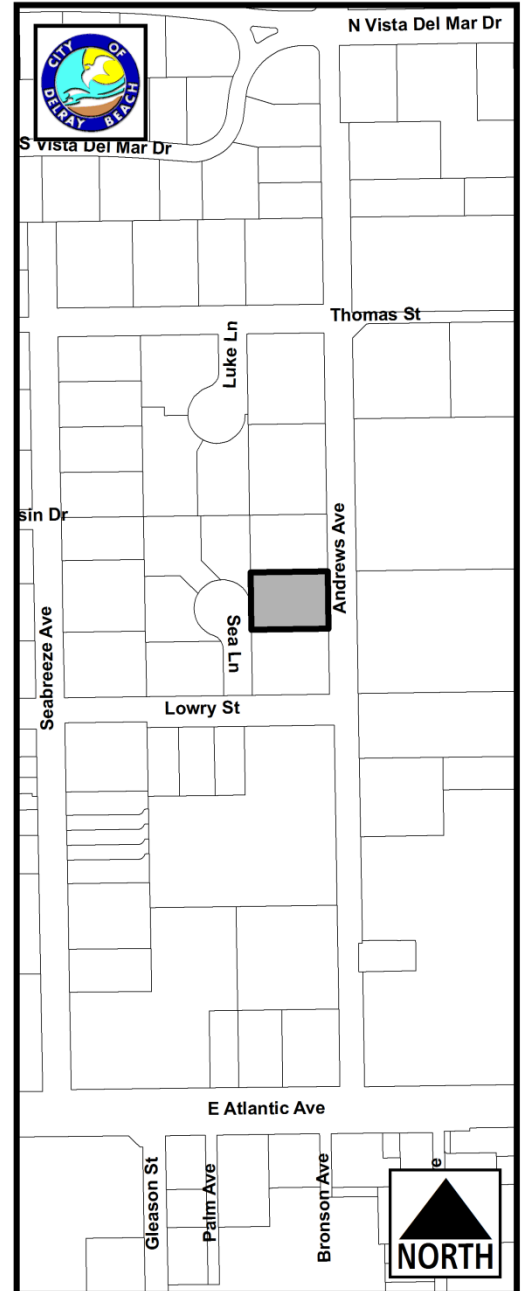 N Vista Del Mar Dr
CITY OF
DELRAY BEACH
S Vista Del Mar Dr
Thomas St
Luke Ln
sin Dr
Andrews Ave
Sea Ln
Seabreeze Ave
Lowry St
E Atlantic Ave
Gleason St
Palm Ave
Bronson Ave
e
NORTH